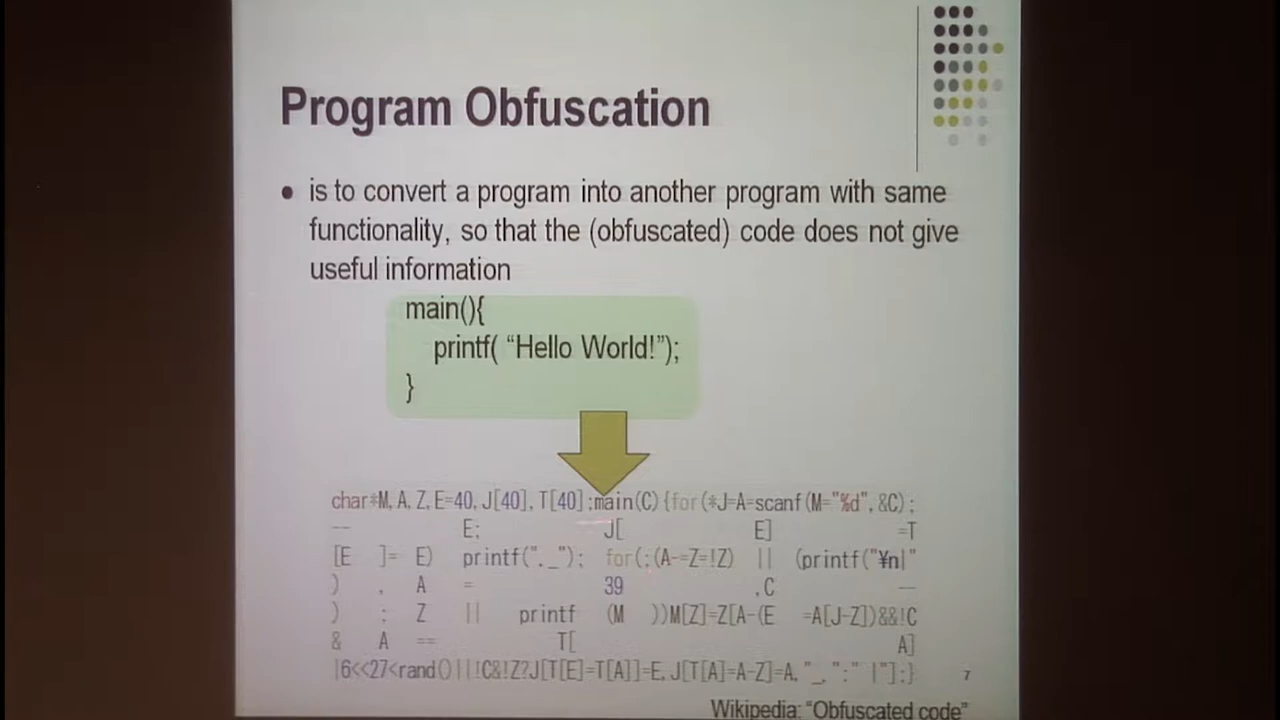 Program Obfuscation
● is to convert a program into another program with same
functionality, so that the (obfuscated) code does not give
useful information
main(){
printf( “Hello World!”);
}
char*M, A, Z, E=40, J[40], T[40];main(C){for(*J=A=scanf(M="%d", &C);
-- E; J[ E] =T
[E ]= E) printf("._"); for(;(A-=Z=!Z) || (printf("¥n|"
) , A = 39 ,C --
) ; Z || printf (M ))M[Z]=Z[A-(E =A[J-Z])&&!C
& A == T[ A]
|6<<27<rand()||!C&!Z?J[T[E]=T[A]]=E, J[T[A]=A-Z]=A, "_.":" |"];}
7
Wikipedia: “Obfuscated code”